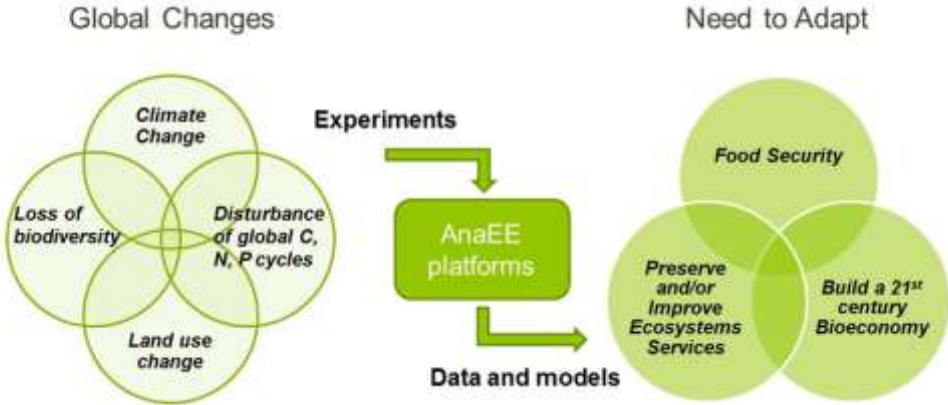 Global Changes
Need to Adapt
Climate
Change
Loss of
biodiversity
Disturbance
of global C,
N, P cycles
Land use
change
Experiments
AnaEE
platforms
Data and models
Food Security
Preserve
and/or
Improve
Ecosystems
Services
Build a 21st
century
Bioeconomy